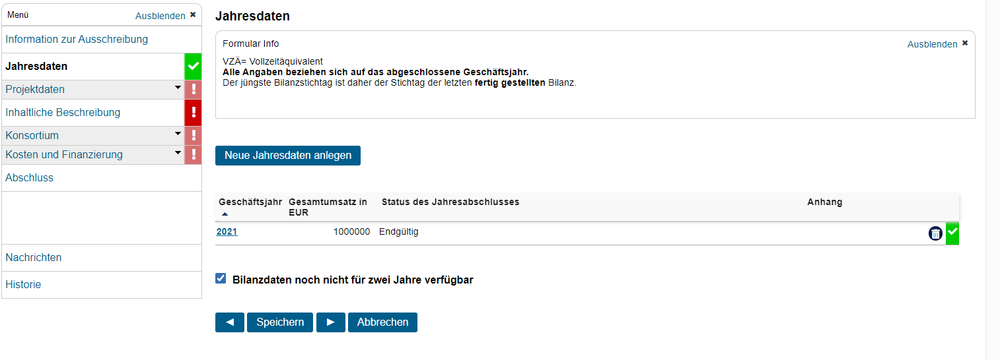 Menü
Ausblenden ✖
Information zur Ausschreibung
Jahresdaten
Projektdaten
!
Inhaltliche Beschreibung
!
Konsortium
!
Kosten und Finanzierung
!
Abschluss
Nachrichten
Historie
Jahresdaten
Formular Info
Ausblenden ✖
VZÄ= Vollzeitäquivalent
Alle Angaben beziehen sich auf das abgeschlossene Geschäftsjahr.
Der jüngste Bilanzstichtag ist daher der Stichtag der letzten fertig gestellten Bilanz.
Neue Jahresdaten anlegen
Geschäftsjahr
Gesamtumsatz in
EUR
Status des Jahresabschlusses
Anhang
2021
1000000
Endgültig
Bilanzdaten noch nicht für zwei Jahre verfügbar
◄
Speichern
►
Abbrechen